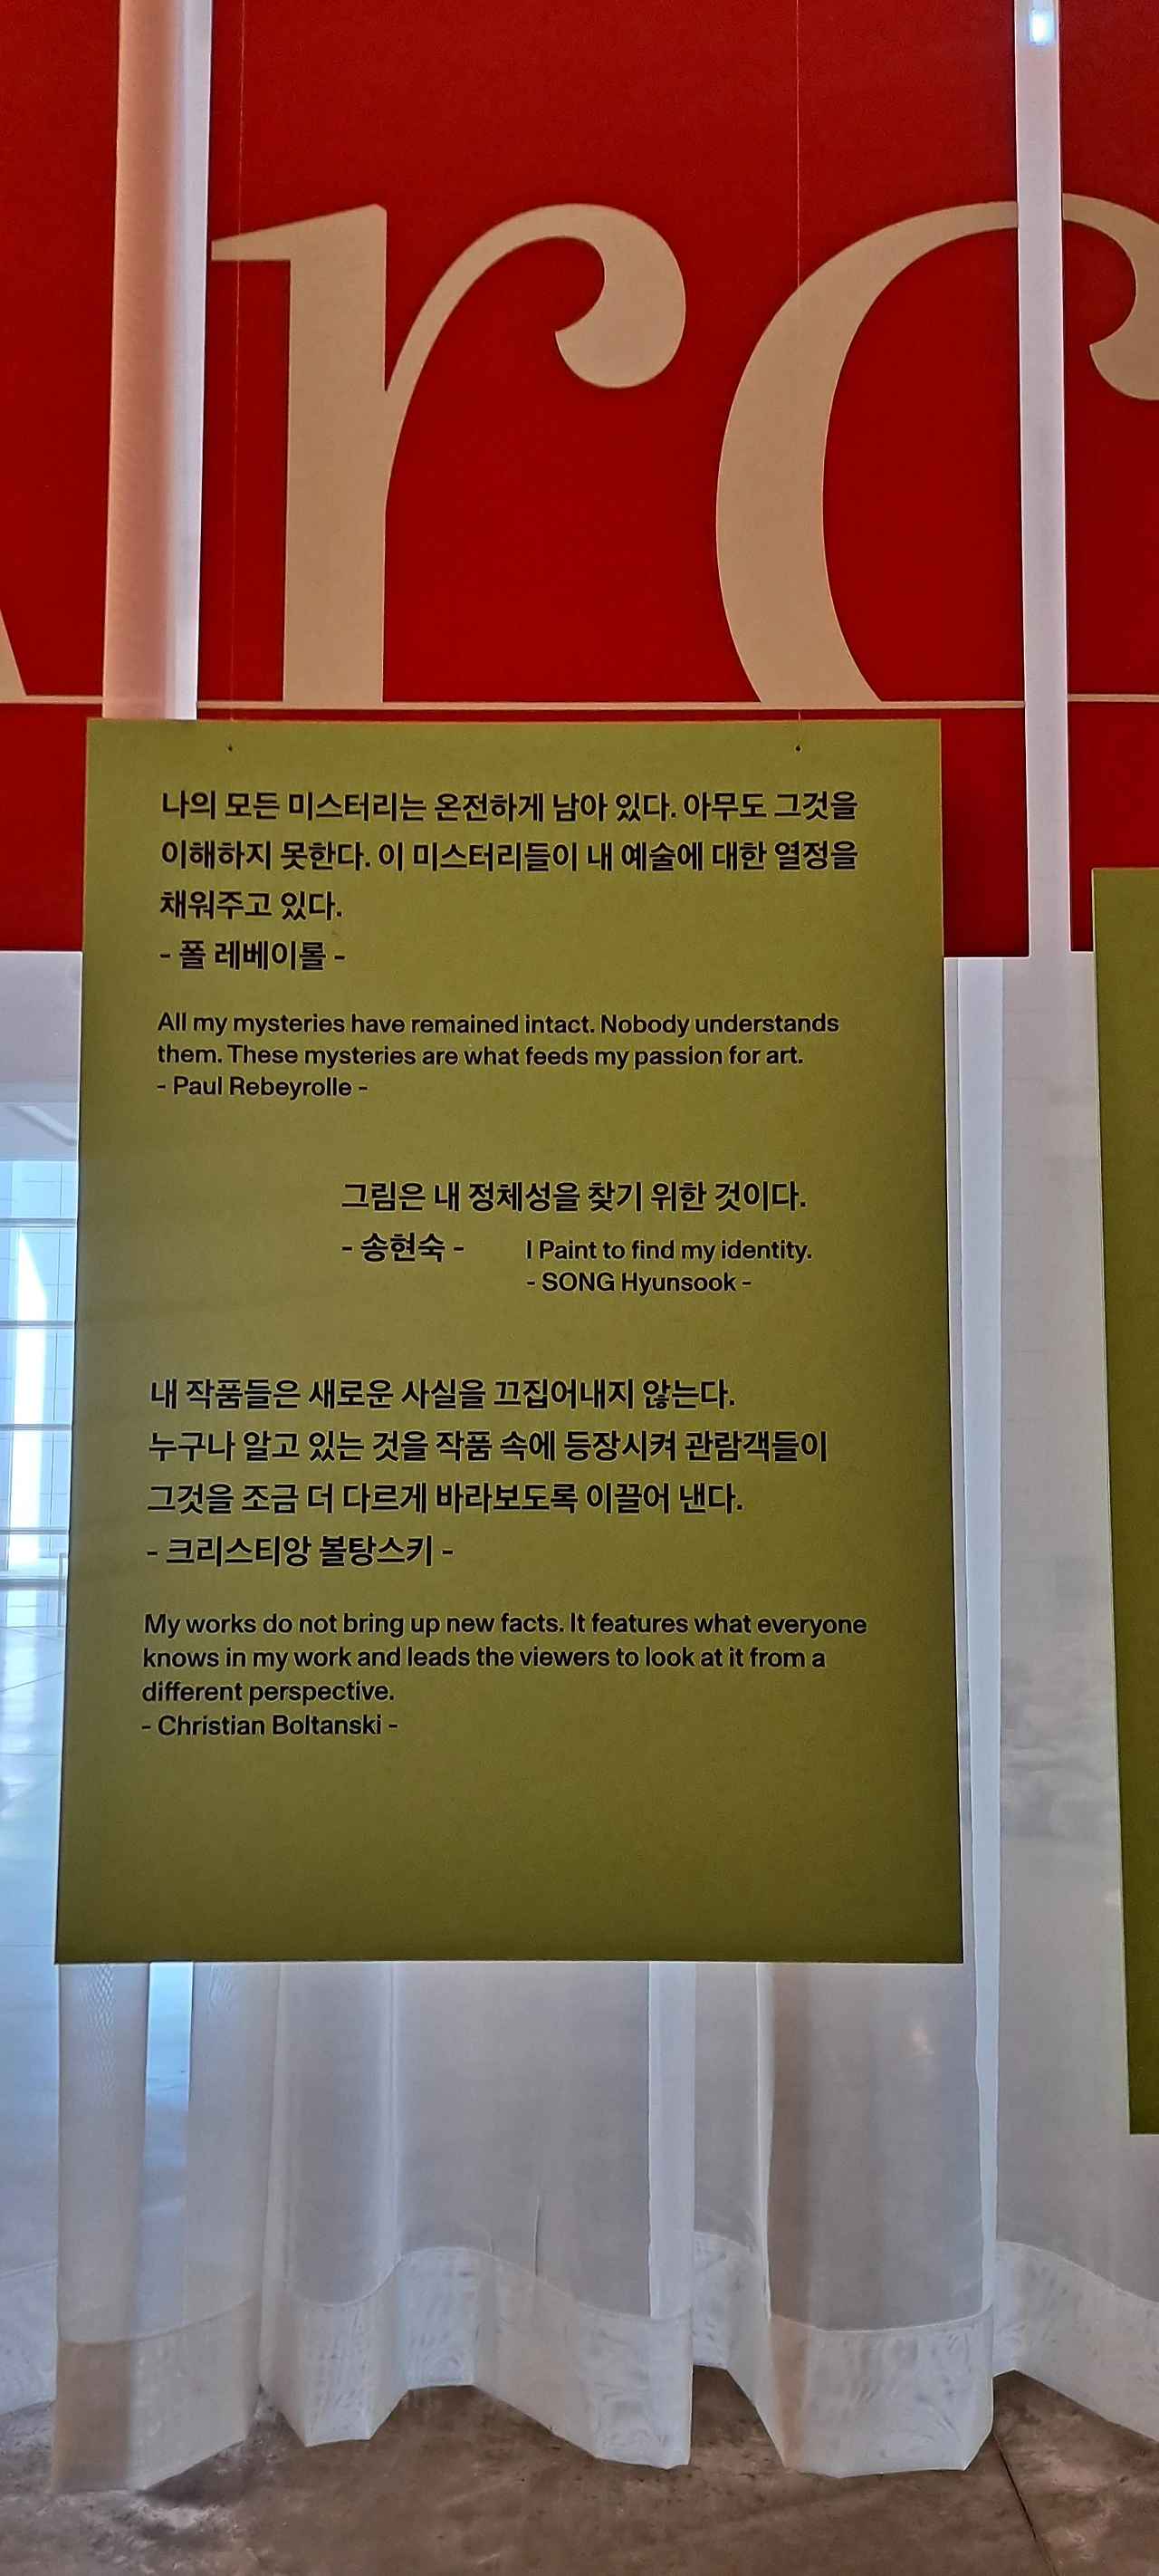 rc
나의 모든 미스터리는 온전하게 남아 있다. 아무도 그것을
이해하지 못한다. 이 미스터리들이 내 예술에 대한 열정을
채워주고 있다.
- 폴 레베이롤 -
All my mysteries have remained intact. Nobody understands
them. These mysteries are what feeds my passion for art.
- Paul Rebeyrolle -
그림은 내 정체성을 찾기 위한 것이다.
- 송현숙 -
I Paint to find my identity.
- SONG Hyunsook -
내 작품들은 새로운 사실을 끄집어내지 않는다.
누구나 알고 있는 것을 작품 속에 등장시켜 관람객들이
그것을 조금 더 다르게 바라보도록 이끌어 낸다.
- 크리스티앙 볼탕스키 -
My works do not bring up new facts. It features what everyone
knows in my work and leads the viewers to look at it from a
different perspective.
- Christian Boltanski -